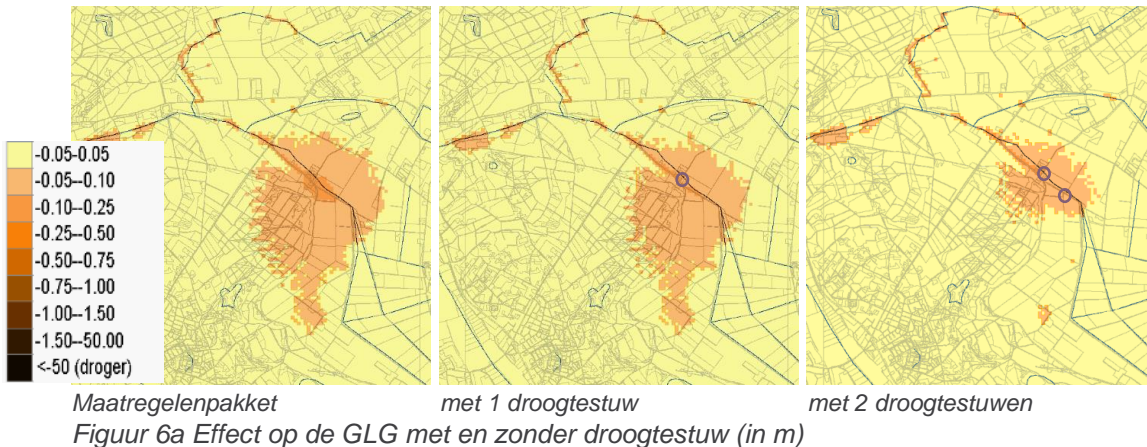 -0.05-0.05
-0.05--0.10
-0.10--0.25
-0.25--0.50
-0.50--0.75
-0.75--1.00
-1.00--1.50
-1.50--50.00
<-50 (droger)
Maatregelenpakket met 1 droogtestuw met 2 droogtestuwen
Figuur 6a Effect op de GLG met en zonder droogtestuw (in m)